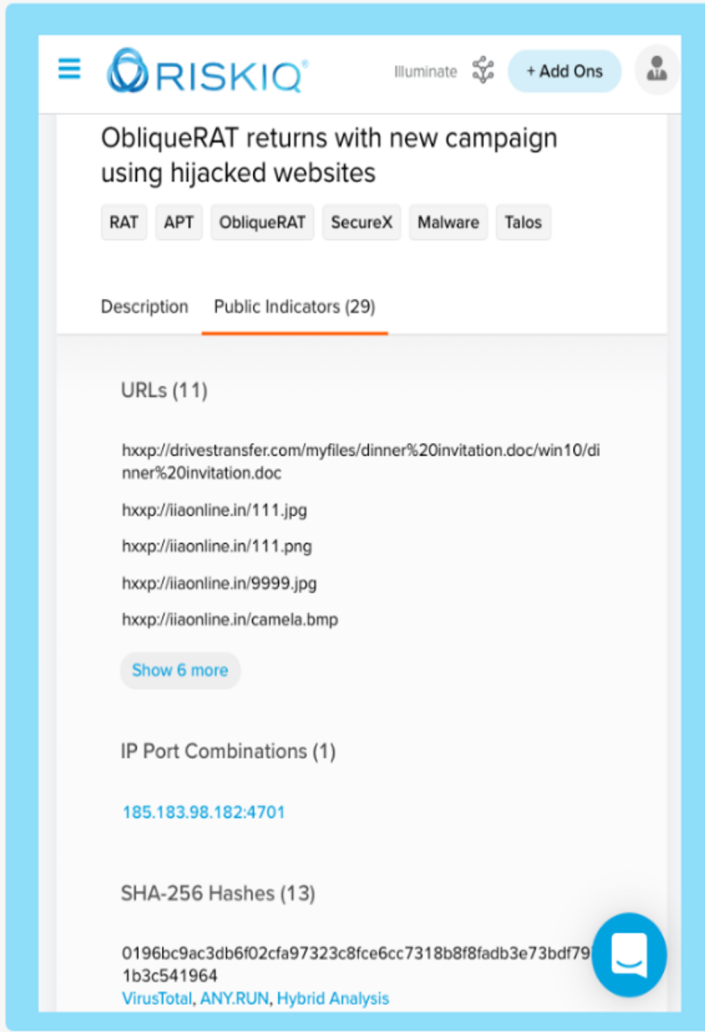 RISKIQ®
Illuminate
+ Add Ons
ObliqueRAT returns with new campaign
using hijacked websites
RAT APT ObliqueRAT SecureX Malware Talos
Description Public Indicators (29)
URLs (11)
hxxp://drivestransfer.com/myfiles/dinner%20invitation.doc/win10/di
nner%20invitation.doc
hxxp://iiaonline.in/111.jpg
hxxp://iiaonline.in/111.png
hxxp://iiaonline.in/9999.jpg
hxxp://iiaonline.in/camela.bmp
Show 6 more
IP Port Combinations (1)
185.183.98.182:4701
SHA-256 Hashes (13)
0196bc9ac3db6f02cfa97323c8fce6cc7318b8f8fadb3e73bdf79
1b3c541964
VirusTotal, ANY.RUN, Hybrid Analysis